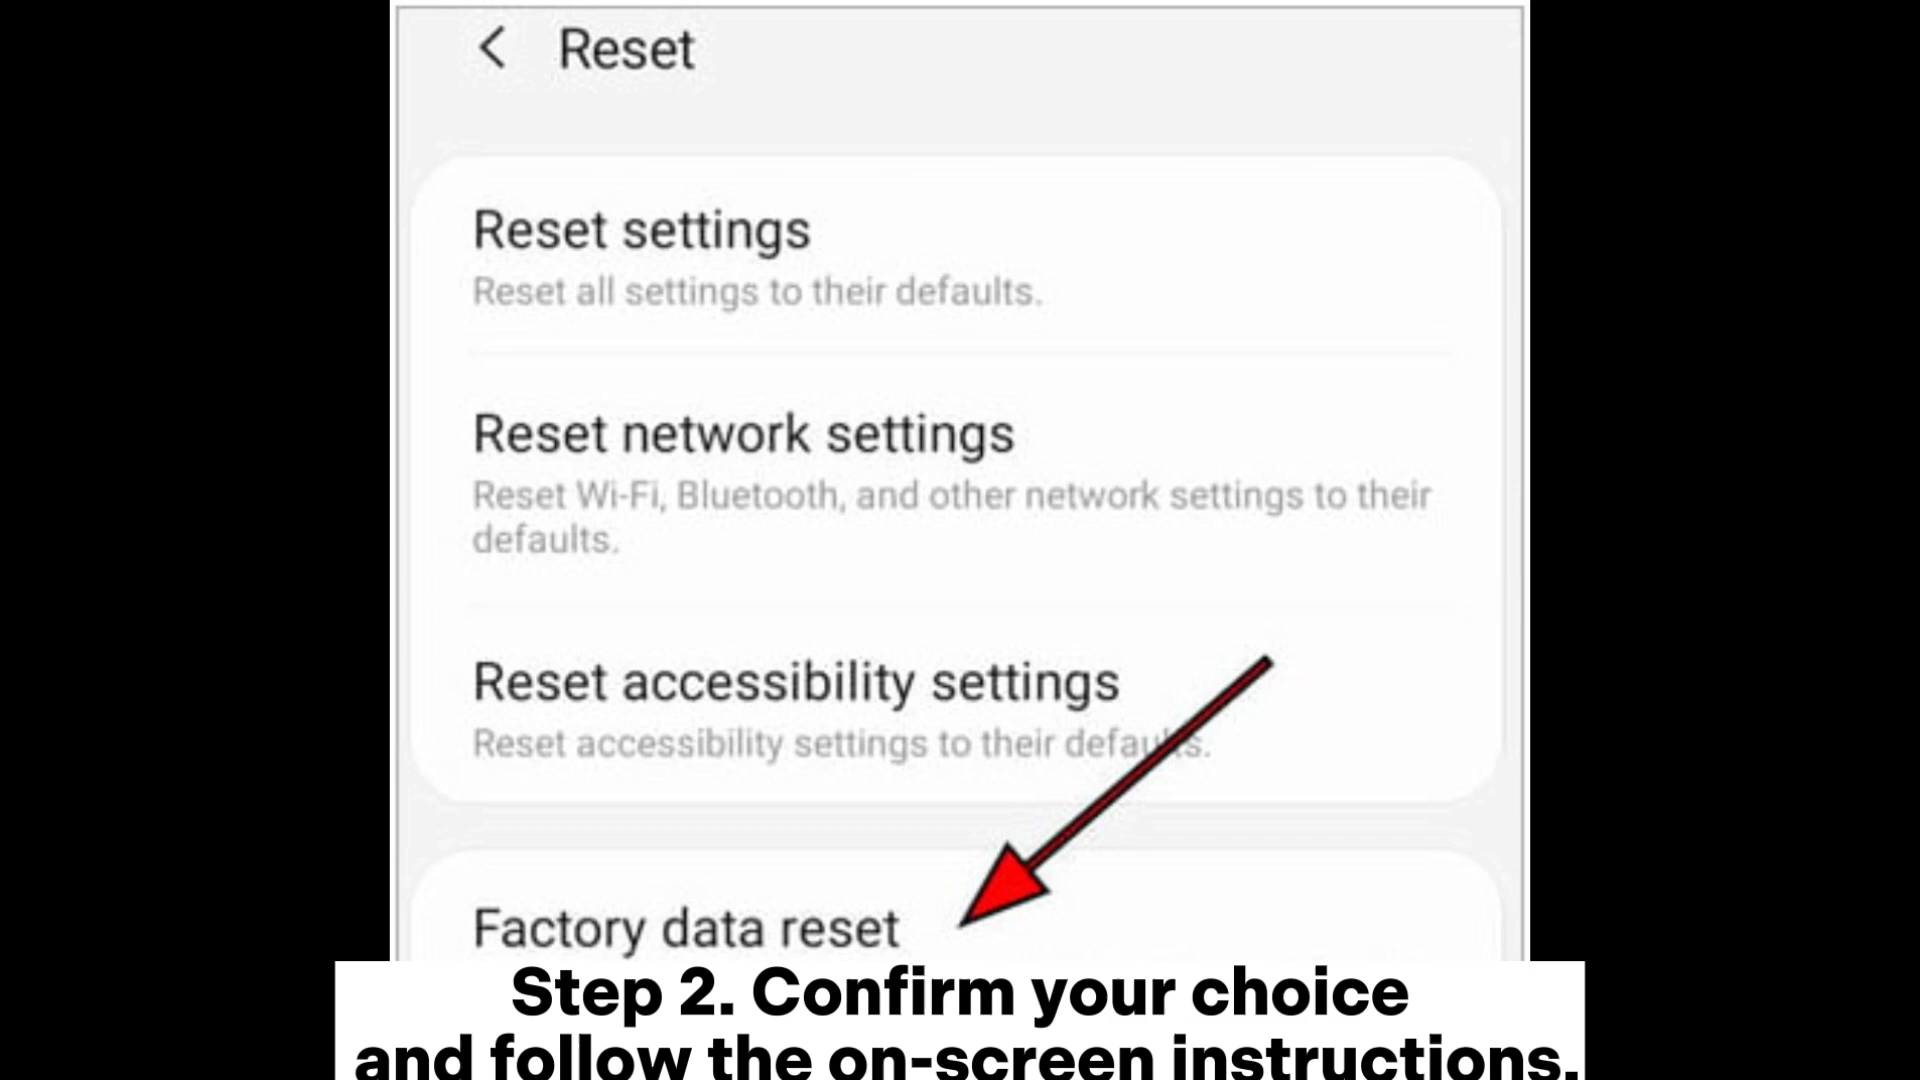 Reset
Reset settings
Reset all settings to their defaults.
Reset network settings
Reset Wi-Fi, Bluetooth, and other network settings to their
defaults.
Reset accessibility settings
Reset accessibility settings to their defaults.
Factory data reset
Step 2. Confirm your choice
and follow the on-screen instructions.